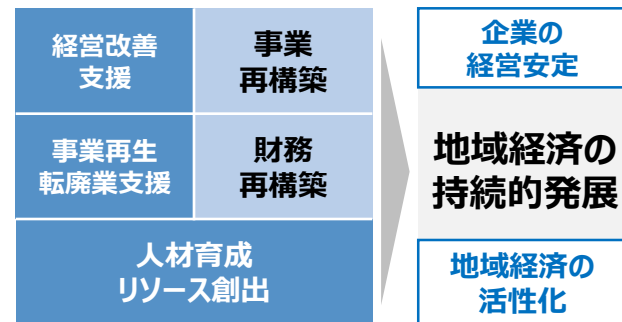 経営改善
支援
事業
再構築
事業再生
転廃業支援
財務
再構築
人材育成
リソース創出
企業の
経営安定
地域経済の
持続的発展
地域経済の
活性化